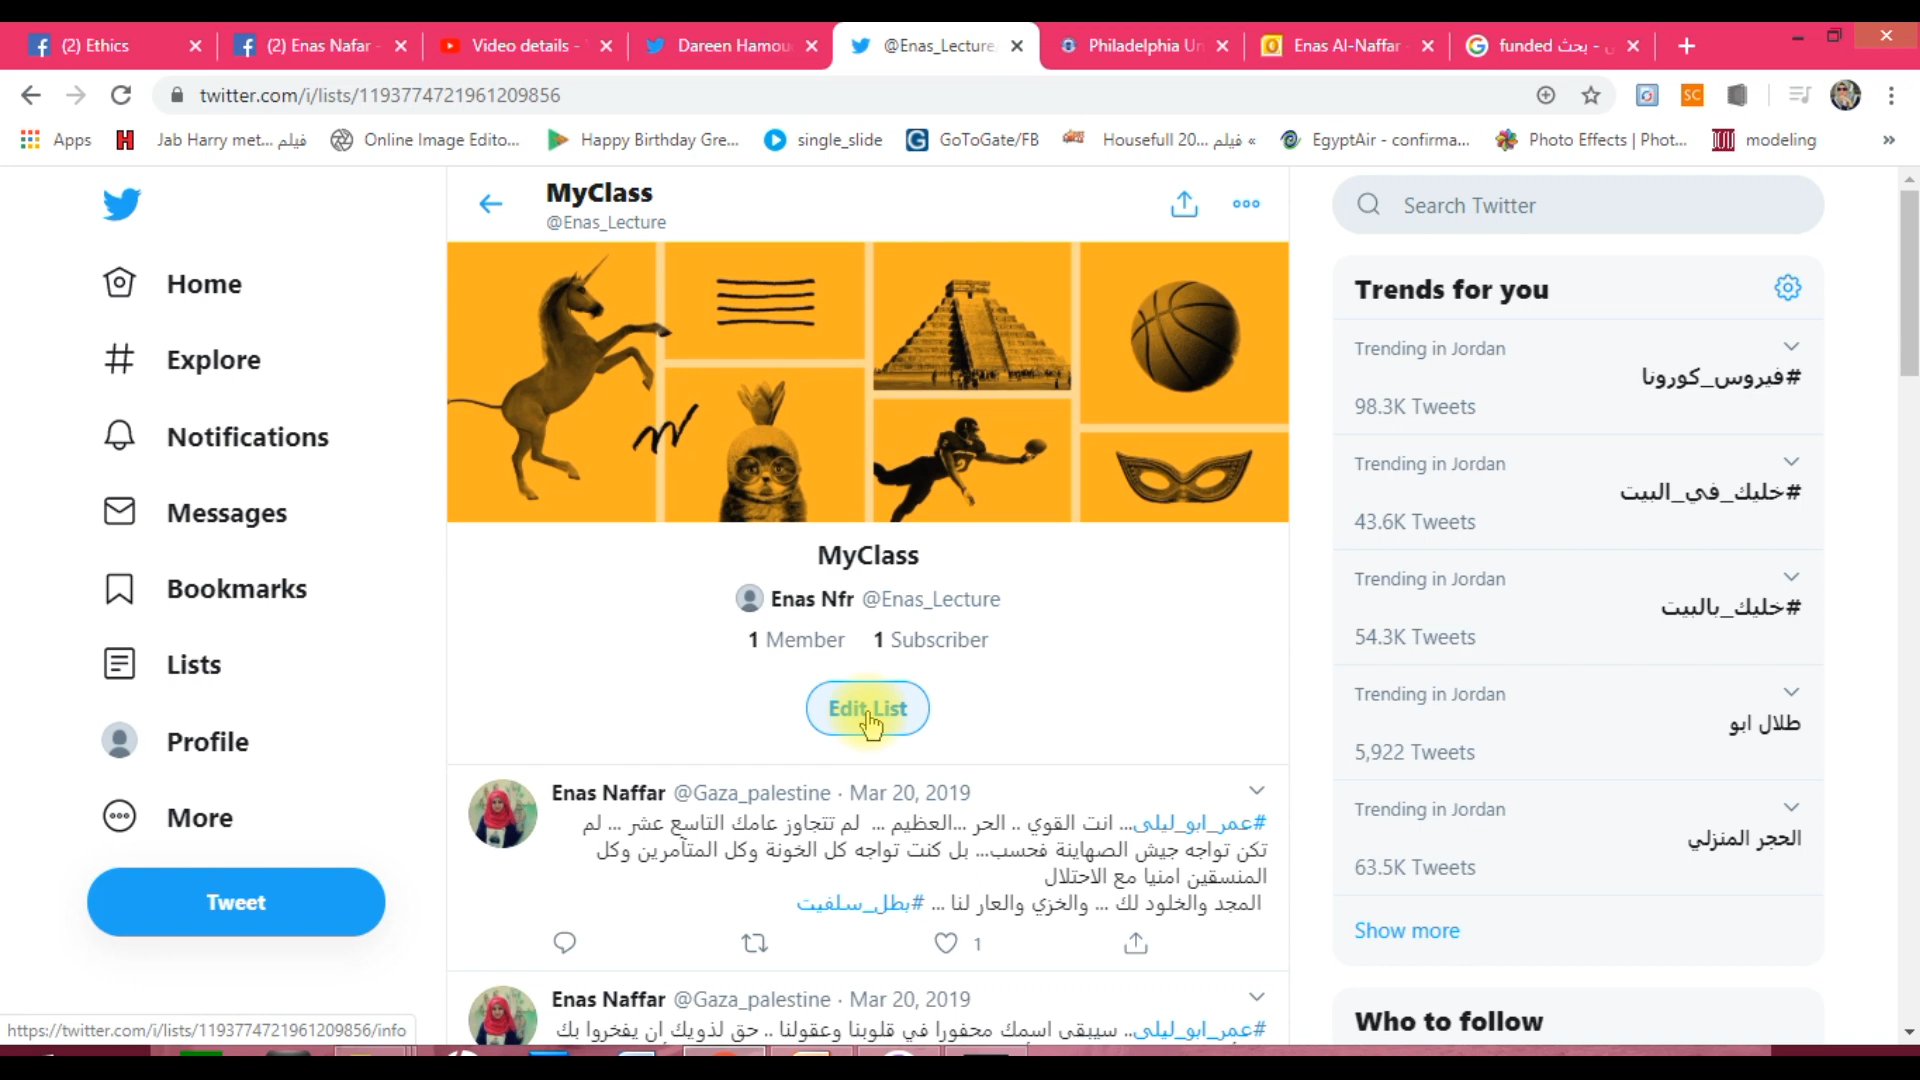 (2) Ethics
(2) Enas Nafar -
Video details -
Dareen Hamou
@Enas_Lecture
Philadelphia Un
Enas Al-Naffar
funded بحث -
twitter.com/i/lists/1193774721961209856
SC
Apps
Jab Harry met... فيلم
Online Image Edito...
Happy Birthday Gre...
single_slide
GoToGate/FB
Housefull 20... فيلم «
EgyptAir - confirma...
Photo Effects | Phot...
modeling
»
MyClass
@Enas_Lecture
Home
Explore
Notifications
Messages
Bookmarks
Lists
Profile
More
Tweet
MyClass
Enas Nfr @Enas_Lecture
1 Member 1 Subscriber
Edit List
Enas Naffar @Gaza_palestine · Mar 20, 2019
#عمر_ابو_ليلى... انت القوي .. الحر ...العظيم ... لم تتجاوز عامك التاسع عشر ... لم
تكن تواجه جيش الصهاينة فحسب... بل كنت تواجه كل الخونة وكل المتآمرين وكل
المنسقين امنيا مع الاحتلال
المجد والخلود لك ... والخزي والعار لنا ... #بطل_سلفيت
1
Enas Naffar @Gaza_palestine · Mar 20, 2019
#عمر_ابو_ليلى.. سيبقى اسمك محفورا في قلوبنا وعقولنا .. حق لذويك ان يفخروا بك
Search Twitter
Trends for you
Trending in Jordan
#فيروس_كورونا
98.3K Tweets
Trending in Jordan
#خليك_في_البيت
43.6K Tweets
Trending in Jordan
#خليك_بالبيت
54.3K Tweets
Trending in Jordan
طلال ابو
5,922 Tweets
Trending in Jordan
الحجر المنزلي
63.5K Tweets
Show more
Who to follow
https://twitter.com/i/lists/1193774721961209856/info